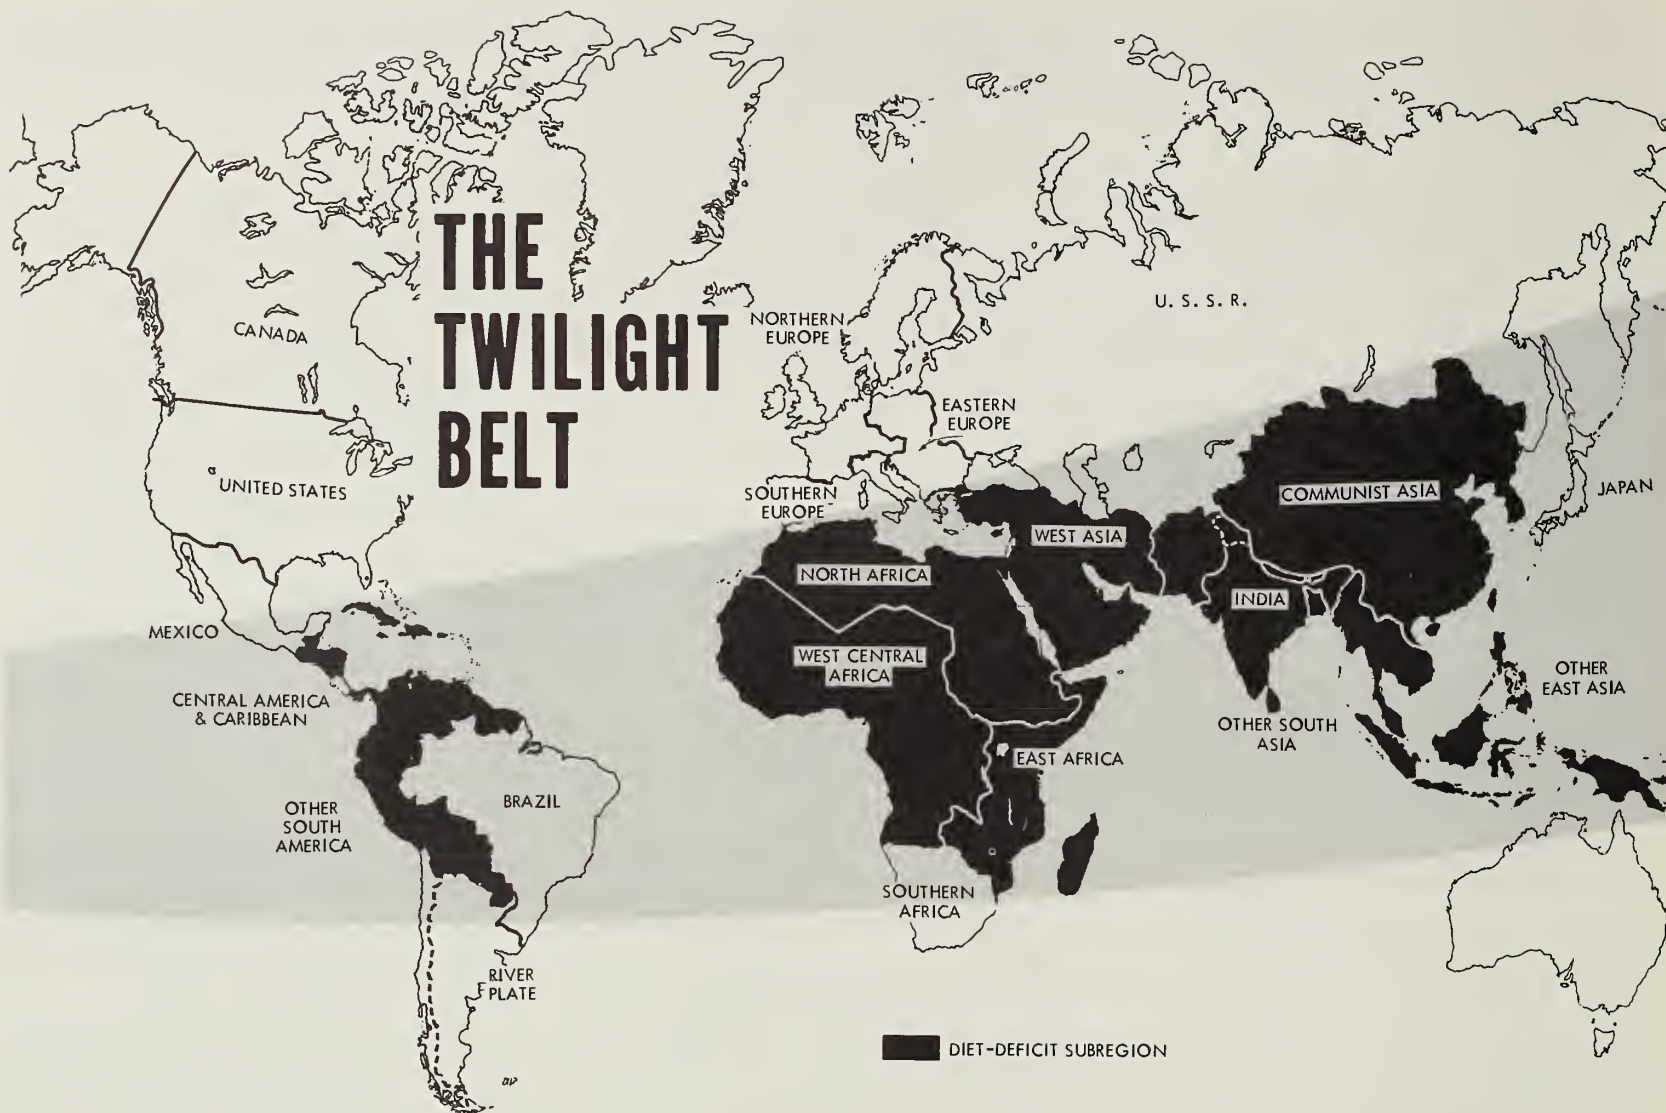 THE
TWILIGHT
BELT
CANADA
UNITED STATES
MEXICO
CENTRAL AMERICA
& CARIBBEAN
OTHER
SOUTH
AMERICA
BRAZIL
RIVER
PLATE
NORTHERN
EUROPE
EASTERN
EUROPE
SOUTHERN
EUROPE
U. S. S. R.
WEST ASIA
NORTH AFRICA
WEST CENTRAL
AFRICA
EAST AFRICA
SOUTHERN
AFRICA
COMMUNIST ASIA
JAPAN
INDIA
OTHER SOUTH
ASIA
OTHER
EAST ASIA
DIET-DEFICIT SUBREGION